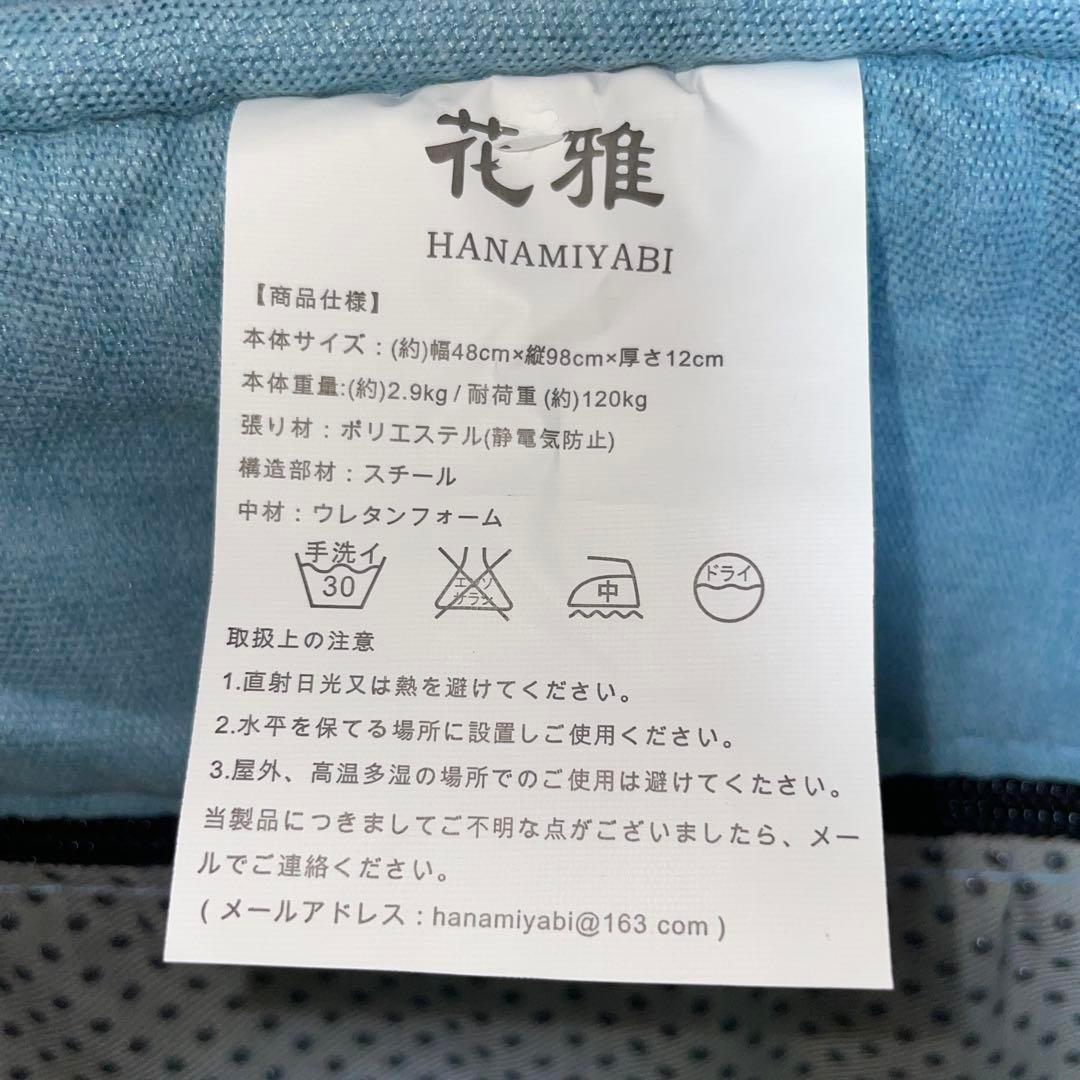 花雅
HANAMIYABI
【商品仕様】
本体サイズ：(約)幅48cm×縦98cm×厚さ12cm
本体重量:(約)2.9kg / 耐荷重 (約)120kg
張り材：ポリエステル(静電気防止)
構造部材：スチール
中材：ウレタンフォーム
手洗イ
30
エンソ
サラシ
中
ドライ
取扱上の注意
1.直射日光又は熱を避けてください。
2.水平を保てる場所に設置しご使用ください。
3.屋外、高温多湿の場所でのご使用は避けてください。
当製品につきましてご不明な点がございましたら、メー
ルでご連絡ください。
( メールアドレス：hanamiyabi@163 com )